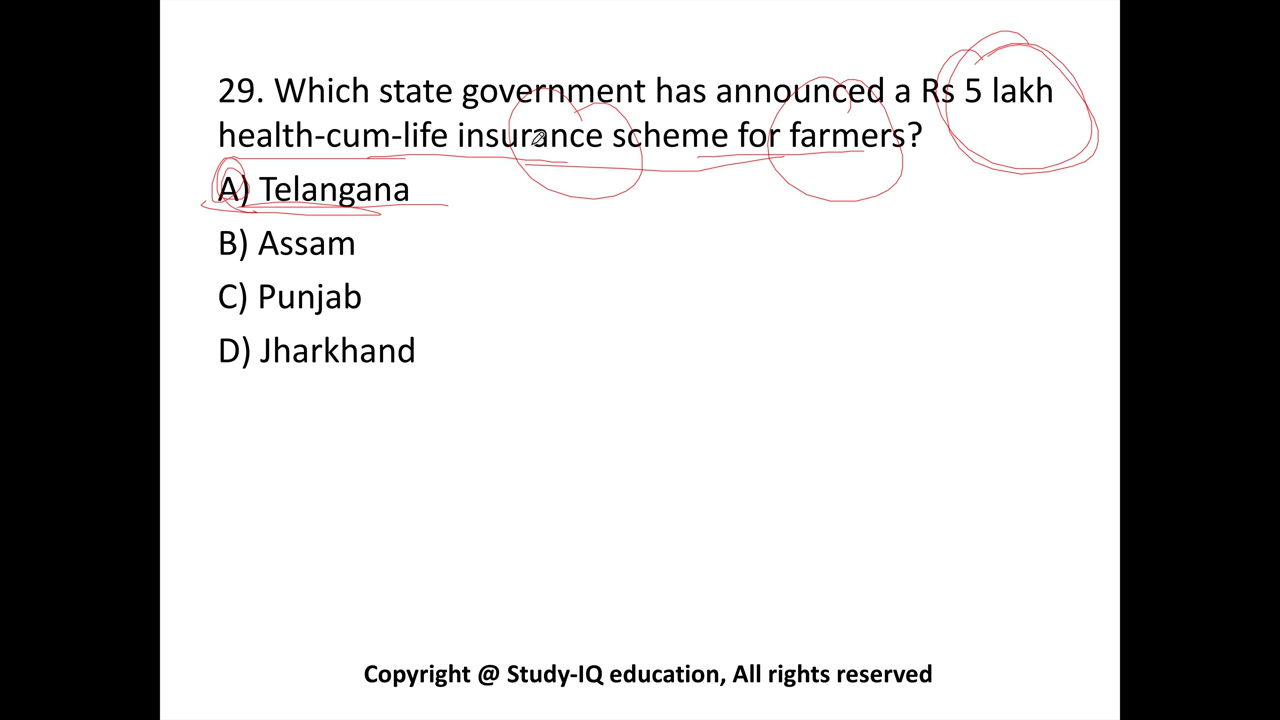 29. Which state government has announced a Rs 5 lakh
health-cum-life insurance scheme for farmers?
A) Telangana
B) Assam
C) Punjab
D) Jharkhand
Copyright @ Study-IQ education, All rights reserved